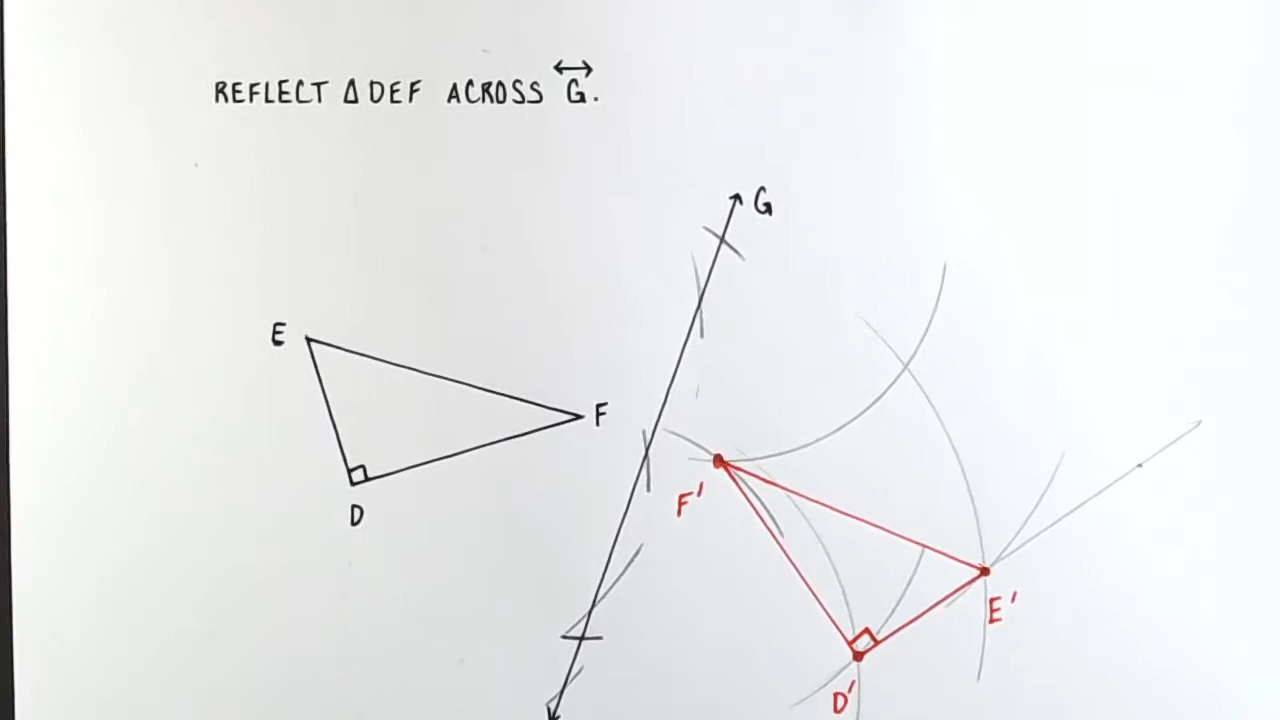 REFLECT Δ DEF ACROSS G.
G
E
F
D
F'
E'
D'